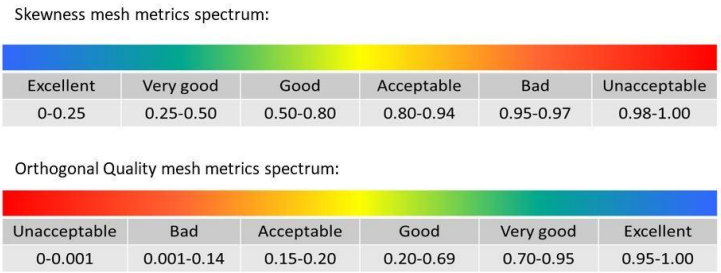 Skewness mesh metrics spectrum:
Excellent Very good Good Acceptable Bad Unacceptable
0-0.25 0.25-0.50 0.50-0.80 0.80-0.94 0.95-0.97 0.98-1.00
Orthogonal Quality mesh metrics spectrum:
Unacceptable Bad Acceptable Good Very good Excellent
0-0.001 0.001-0.14 0.15-0.20 0.20-0.69 0.70-0.95 0.95-1.00